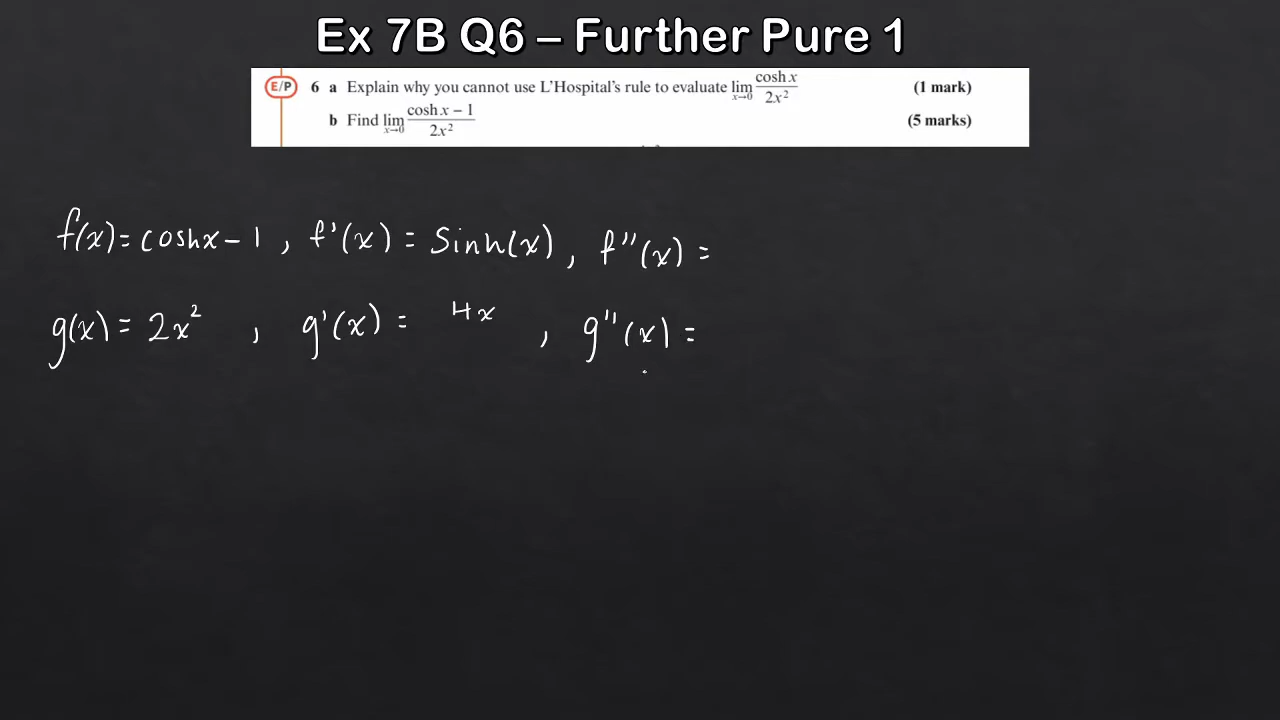 Ex 7B Q6 – Further Pure 1
E/P 6 a Explain why you cannot use L'Hospital's rule to evaluate lim x→0 cosh x / 2x² (1 mark)
b Find lim x→0 cosh x − 1 / 2x² (5 marks)
f(x) = coshx − 1 , f'(x) = Sinh(x) , f''(x) =
g(x) = 2x² , g'(x) = 4x , g''(x) =